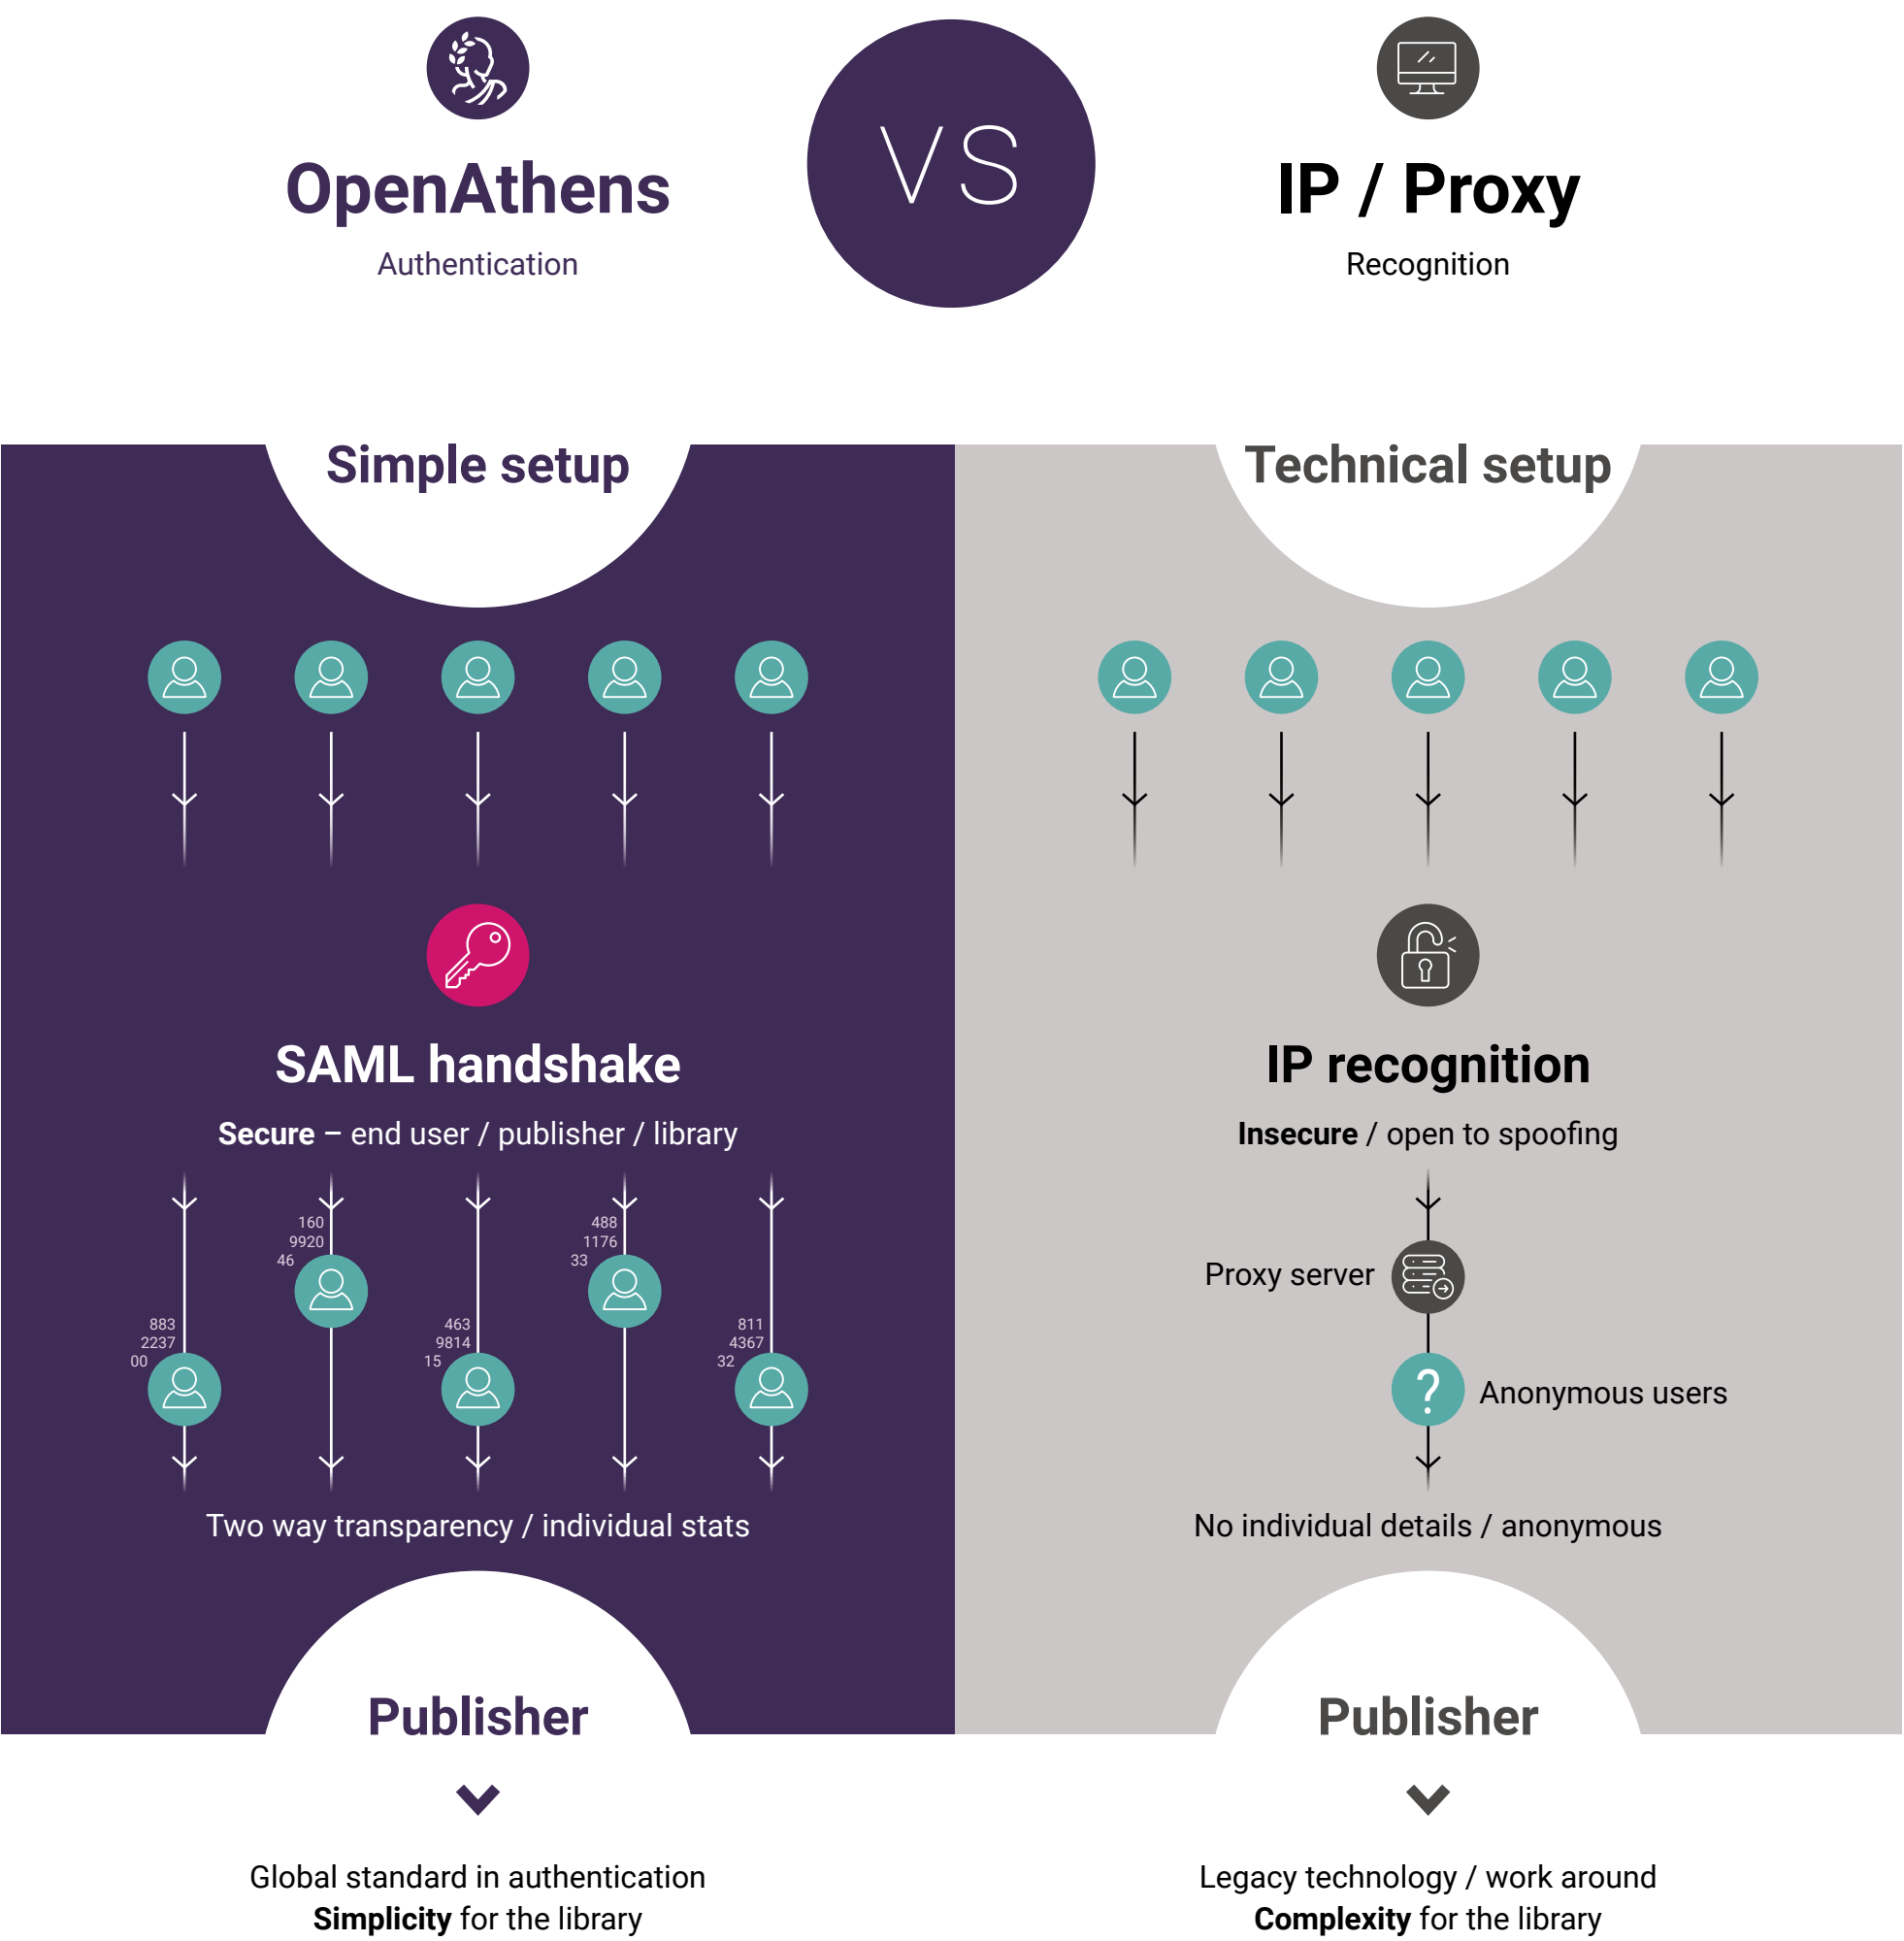 OpenAthens
Authentication
VS
IP / Proxy
Recognition
Simple setup
SAML handshake
Secure – end user / publisher / library
160
9920
46
488
1176
33
883
2237
00
463
9814
15
811
4367
32
Two way transparency / individual stats
Publisher
Global standard in authentication
Simplicity for the library
Technical setup
IP recognition
Insecure / open to spoofing
Proxy server
?
Anonymous users
No individual details / anonymous
Publisher
Legacy technology / work around
Complexity for the library